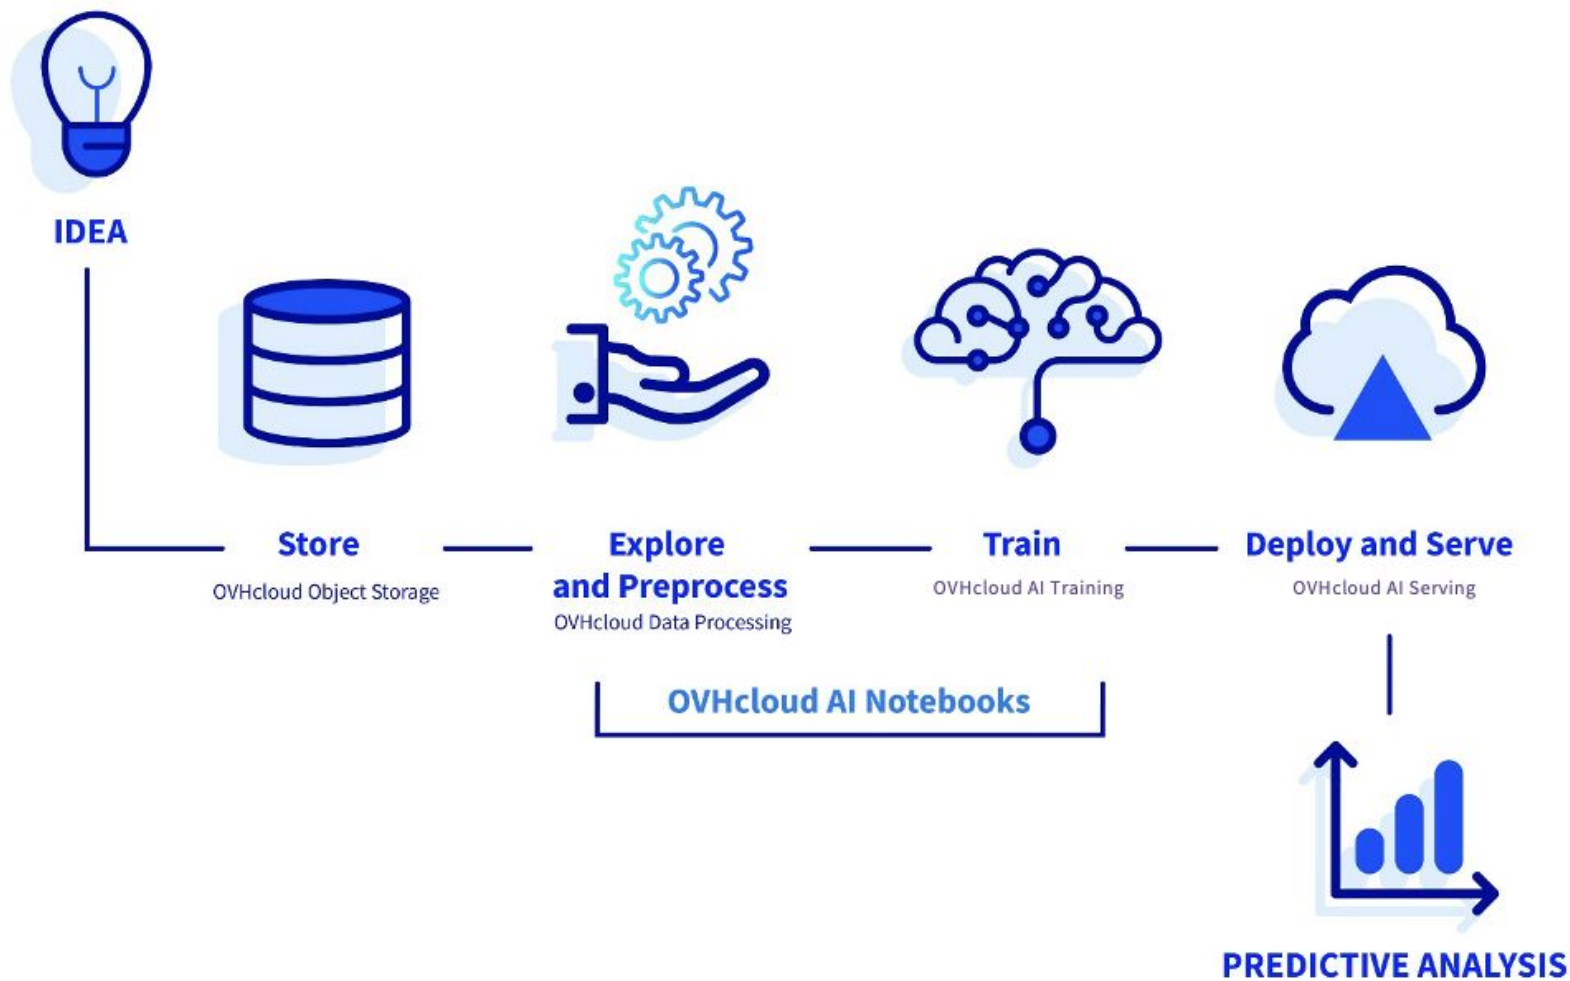 IDEA
Store
OVHcloud Object Storage
Explore
and Preprocess
OVHcloud Data Processing
Train
OVHcloud AI Training
Deploy and Serve
OVHcloud AI Serving
OVHcloud AI Notebooks
PREDICTIVE ANALYSIS